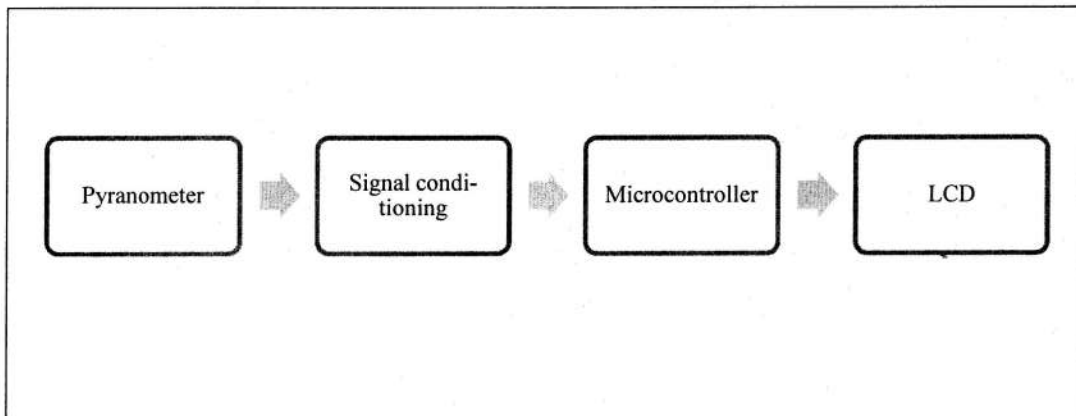 Pyranometer
Signal condi-
tioning
Microcontroller
LCD